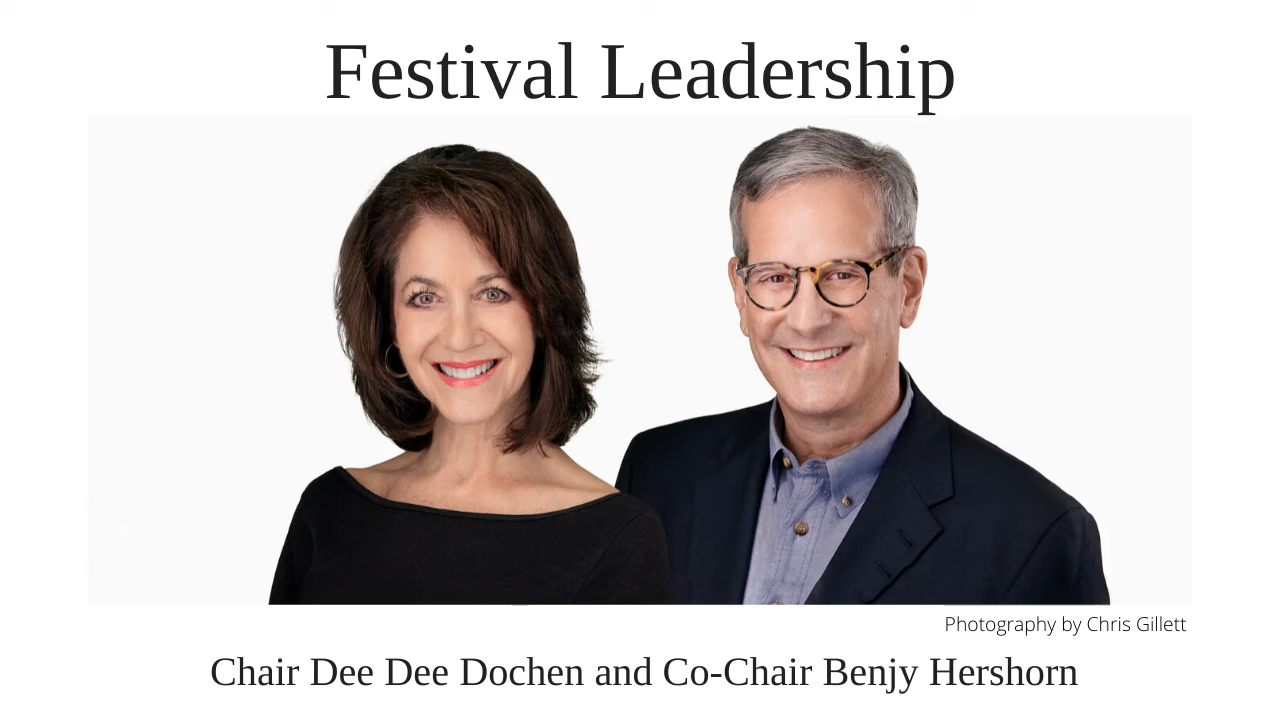 Festival Leadership
Photography by Chris Gillett
Chair Dee Dee Dochen and Co-Chair Benjy Hershorn